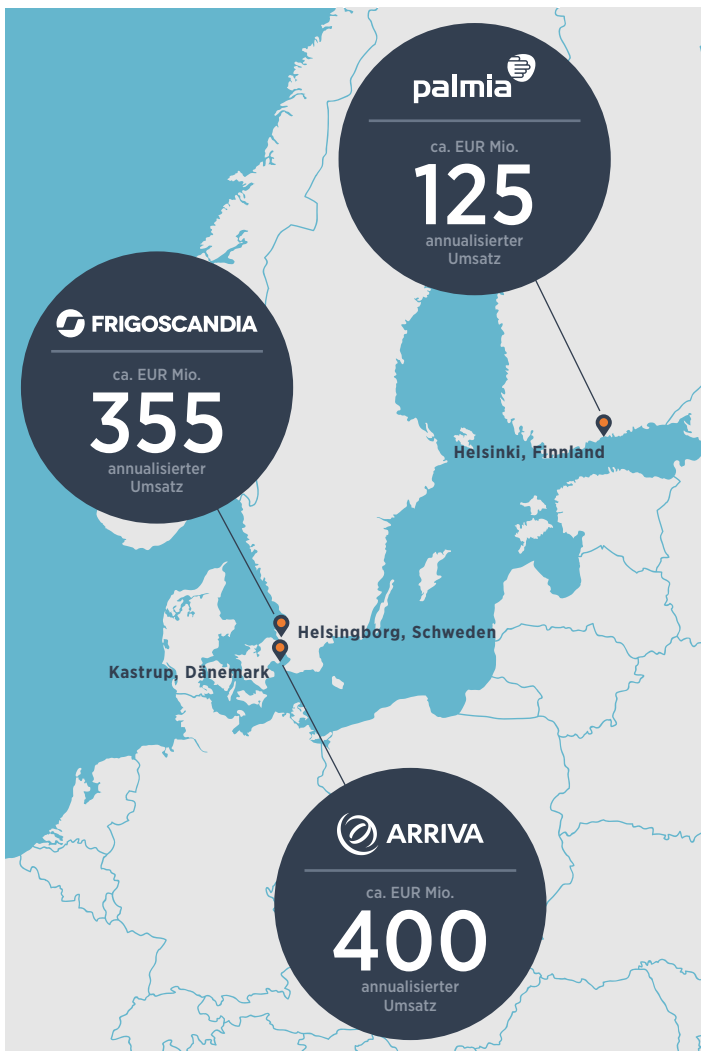 palmia
ca. EUR Mio.
125
annualisierter
Umsatz
FRIGOSCANDIA
ca. EUR Mio.
355
annualisierter
Umsatz
Helsinki, Finnland
Helsingborg, Schweden
Kastrup, Dänemark
ARRIVA
ca. EUR Mio.
400
annualisierter
Umsatz